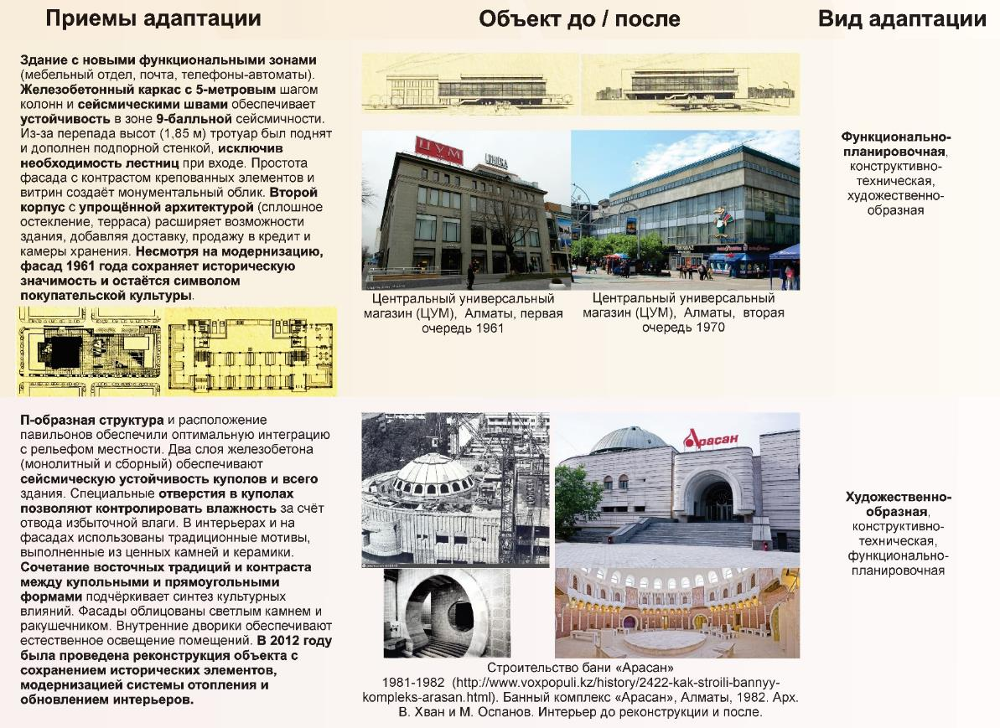 Приемы адаптации
Объект до / после
Вид адаптации
Здание с новыми функциональными зонами
(мебельный отдел, почта, телефоны-автоматы).
Железобетонный каркас с 5-метровым шагом
колонн и сейсмическими швами обеспечивает
устойчивость в зоне 9-балльной сейсмичности.
Из-за перепада высот (1,85 м) тротуар был поднят
и дополнен подпорной стенкой, исключив
необходимость лестниц при входе. Простота
фасада с контрастом крепованных элементов и
витрин создаёт монументальный облик. Второй
корпус с упрощённой архитектурой (сплошное
остекление, терраса) расширяет возможности
здания, добавляя доставку, продажу в кредит и
камеры хранения. Несмотря на модернизацию,
фасад 1961 года сохраняет историческую
значимость и остаётся символом
покупательской культуры.
ЦУМ
Центральный универсальный
магазин (ЦУМ), Алматы, первая
очередь 1961
Центральный универсальный
магазин (ЦУМ), Алматы, вторая
очередь 1970
Функционально-
планировочная,
конструктивно-
техническая,
художественно-
образная
П-образная структура и расположение
павильонов обеспечили оптимальную интеграцию
с рельефом местности. Два слоя железобетона
(монолитный и сборный) обеспечивают
сейсмическую устойчивость куполов и всего
здания. Специальные отверстия в куполах
позволяют контролировать влажность за счёт
отвода избыточной влаги. В интерьерах и на
фасадах использованы традиционные мотивы,
выполненные из ценных камней и керамики.
Сочетание восточных традиций и контраста
между купольными и прямоугольными
формами подчёркивает синтез культурных
влияний. Фасады облицованы светлым камнем и
ракушечником. Внутренние дворики обеспечивают
естественное освещение помещений. В 2012 году
была проведена реконструкция объекта с
сохранением исторических элементов,
модернизацией системы отопления и
обновлением интерьеров.
Арасан
Строительство бани «Арасан»
1981-1982 (http://www.voxpopuli.kz/history/2422-kak-stroili-bannyy-
kompleks-arasan.html). Банный комплекс «Арасан», Алматы, 1982. Арх.
В. Хван и М. Оспанов. Интерьер до реконструкции и после.
Художественно-
образная,
конструктивно-
техническая,
функционально-
планировочная